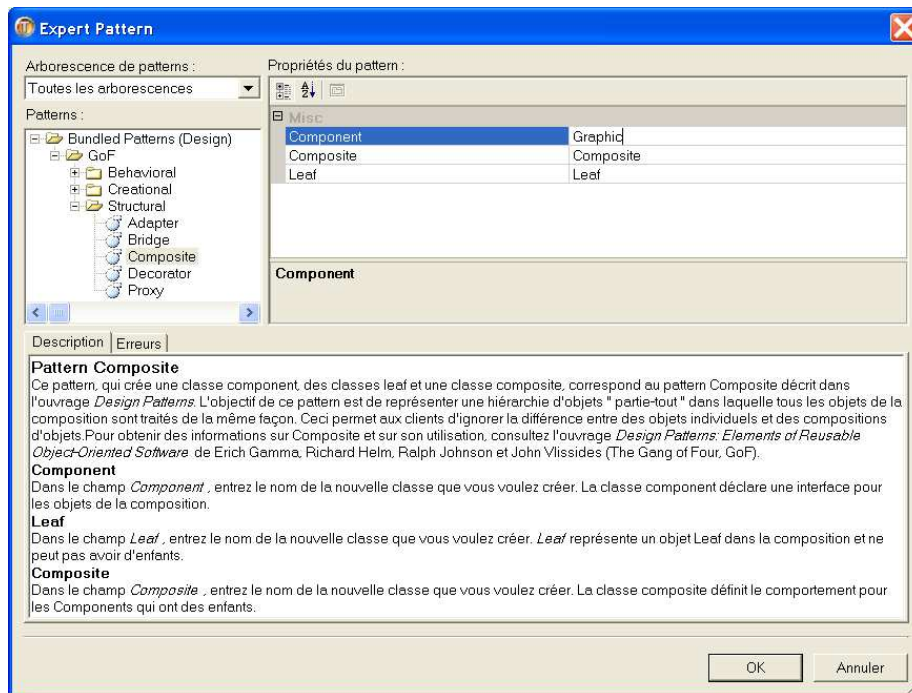 Expert Pattern
Arborescence de patterns :
Toutes les arborescences
Patterns :
Bundled Patterns (Design)
GoF
Behavioral
Creational
Structural
Adapter
Bridge
Composite
Decorator
Proxy
Propriétés du pattern :
Misc
Component Graphic
Composite Composite
Leaf Leaf
Component
Description Erreurs
Pattern Composite
Ce pattern, qui crée une classe component, des classes leaf et une classe composite, correspond au pattern Composite décrit dans
l'ouvrage Design Patterns. L'objectif de ce pattern est de représenter une hiérarchie d'objets " partie-tout " dans laquelle tous les objets de la
composition sont traités de la même façon. Ceci permet aux clients d'ignorer la différence entre des objets individuels et des compositions
d'objets.Pour obtenir des informations sur Composite et sur son utilisation, consultez l'ouvrage Design Patterns: Elements of Reusable
Object-Oriented Software de Erich Gamma, Richard Helm, Ralph Johnson et John Vlissides (The Gang of Four, GoF).
Component
Dans le champ Component , entrez le nom de la nouvelle classe que vous voulez créer. La classe component déclare une interface pour
les objets de la composition.
Leaf
Dans le champ Leaf , entrez le nom de la nouvelle classe que vous voulez créer. Leaf représente un objet Leaf dans la composition et ne
peut pas avoir d'enfants.
Composite
Dans le champ Composite , entrez le nom de la nouvelle classe que vous voulez créer. La classe composite définit le comportement pour
les Components qui ont des enfants.
OK Annuler